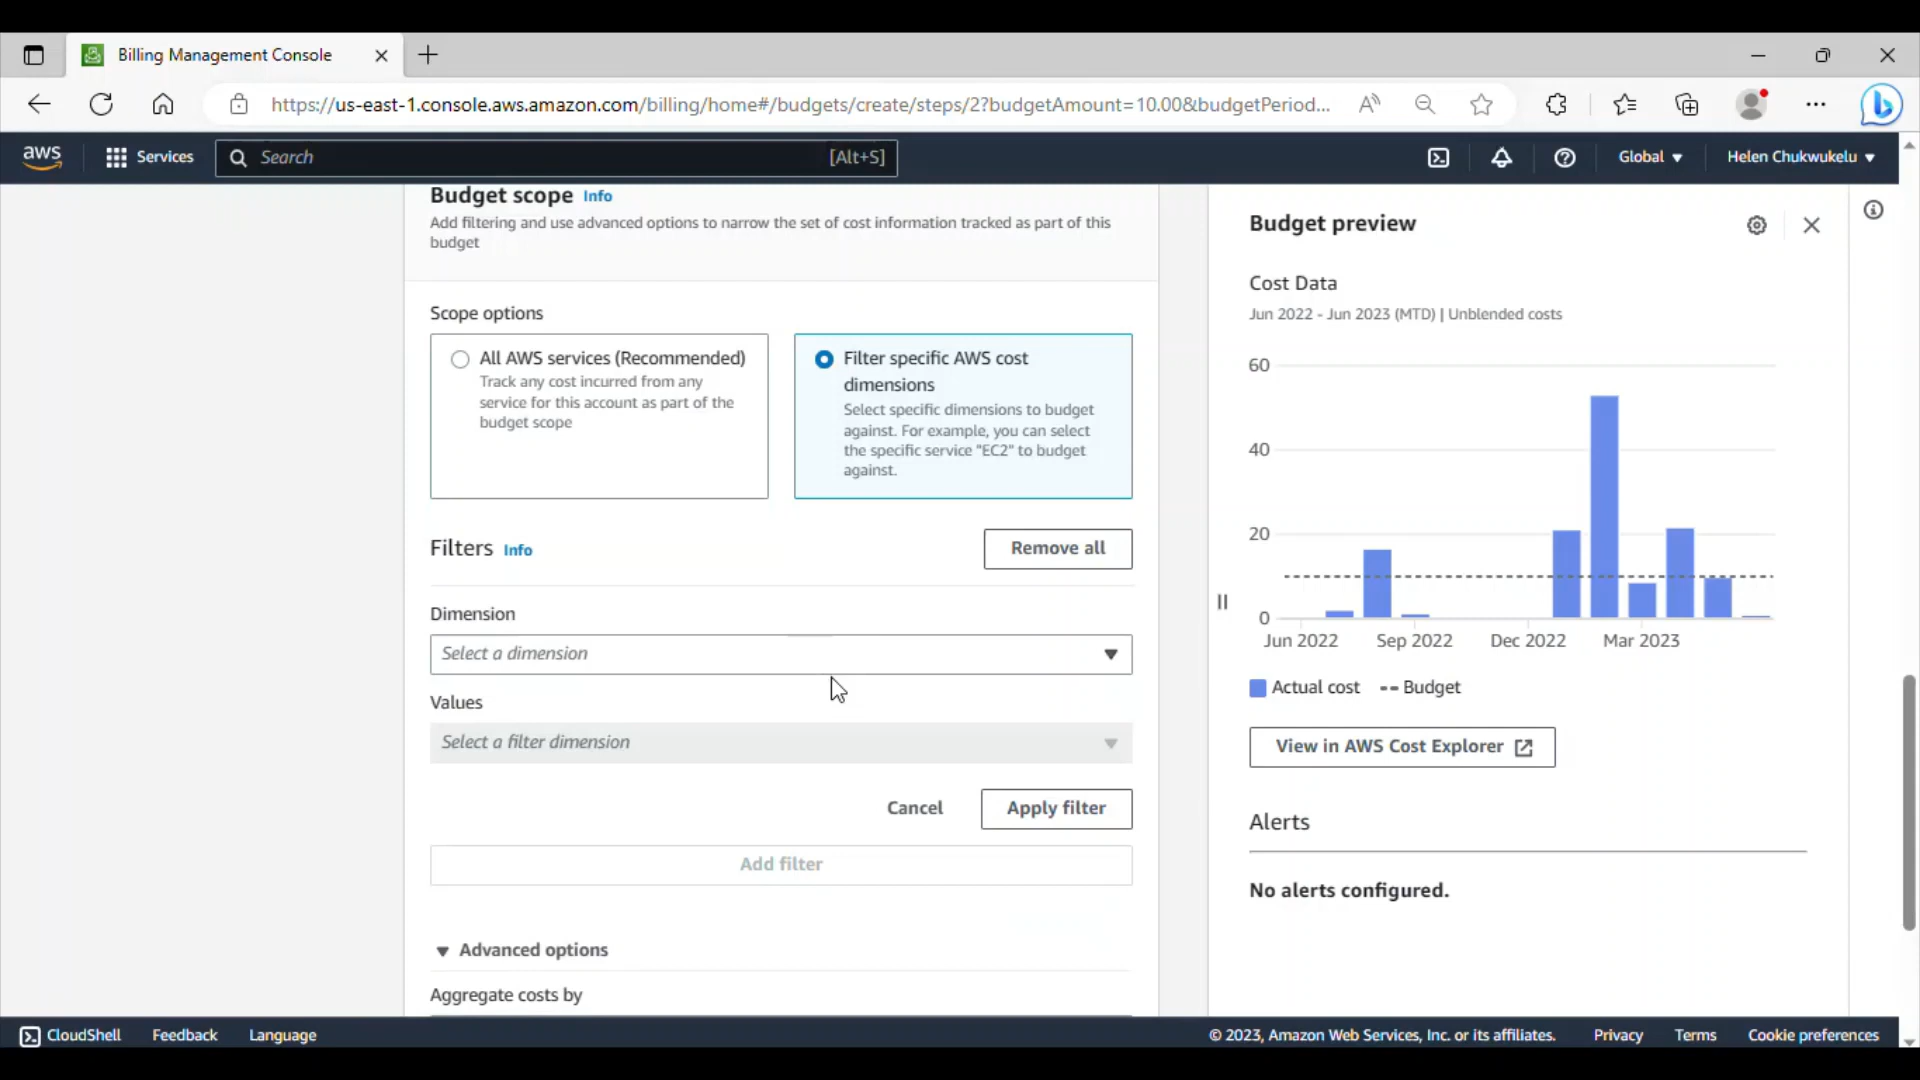 Billing Management Console
https://us-east-1.console.aws.amazon.com/billing/home#/budgets/create/steps/2?budgetAmount=10.00&budgetPeriod...
aws
Services
Search
[Alt+S]
Global
Helen Chukwukelu
Budget scope Info
Add filtering and use advanced options to narrow the set of cost information tracked as part of this
budget
Scope options
All AWS services (Recommended)
Track any cost incurred from any
service for this account as part of the
budget scope
Filter specific AWS cost
dimensions
Select specific dimensions to budget
against. For example, you can select
the specific service "EC2" to budget
against.
Filters Info
Remove all
Dimension
Select a dimension
Values
Select a filter dimension
Cancel
Apply filter
Add filter
Advanced options
Aggregate costs by
Budget preview
Cost Data
Jun 2022 - Jun 2023 (MTD) | Unblended costs
60
40
20
0
Jun 2022 Sep 2022 Dec 2022 Mar 2023
Actual cost -- Budget
View in AWS Cost Explorer
Alerts
No alerts configured.
CloudShell Feedback Language
© 2023, Amazon Web Services, Inc. or its affiliates. Privacy Terms Cookie preferences